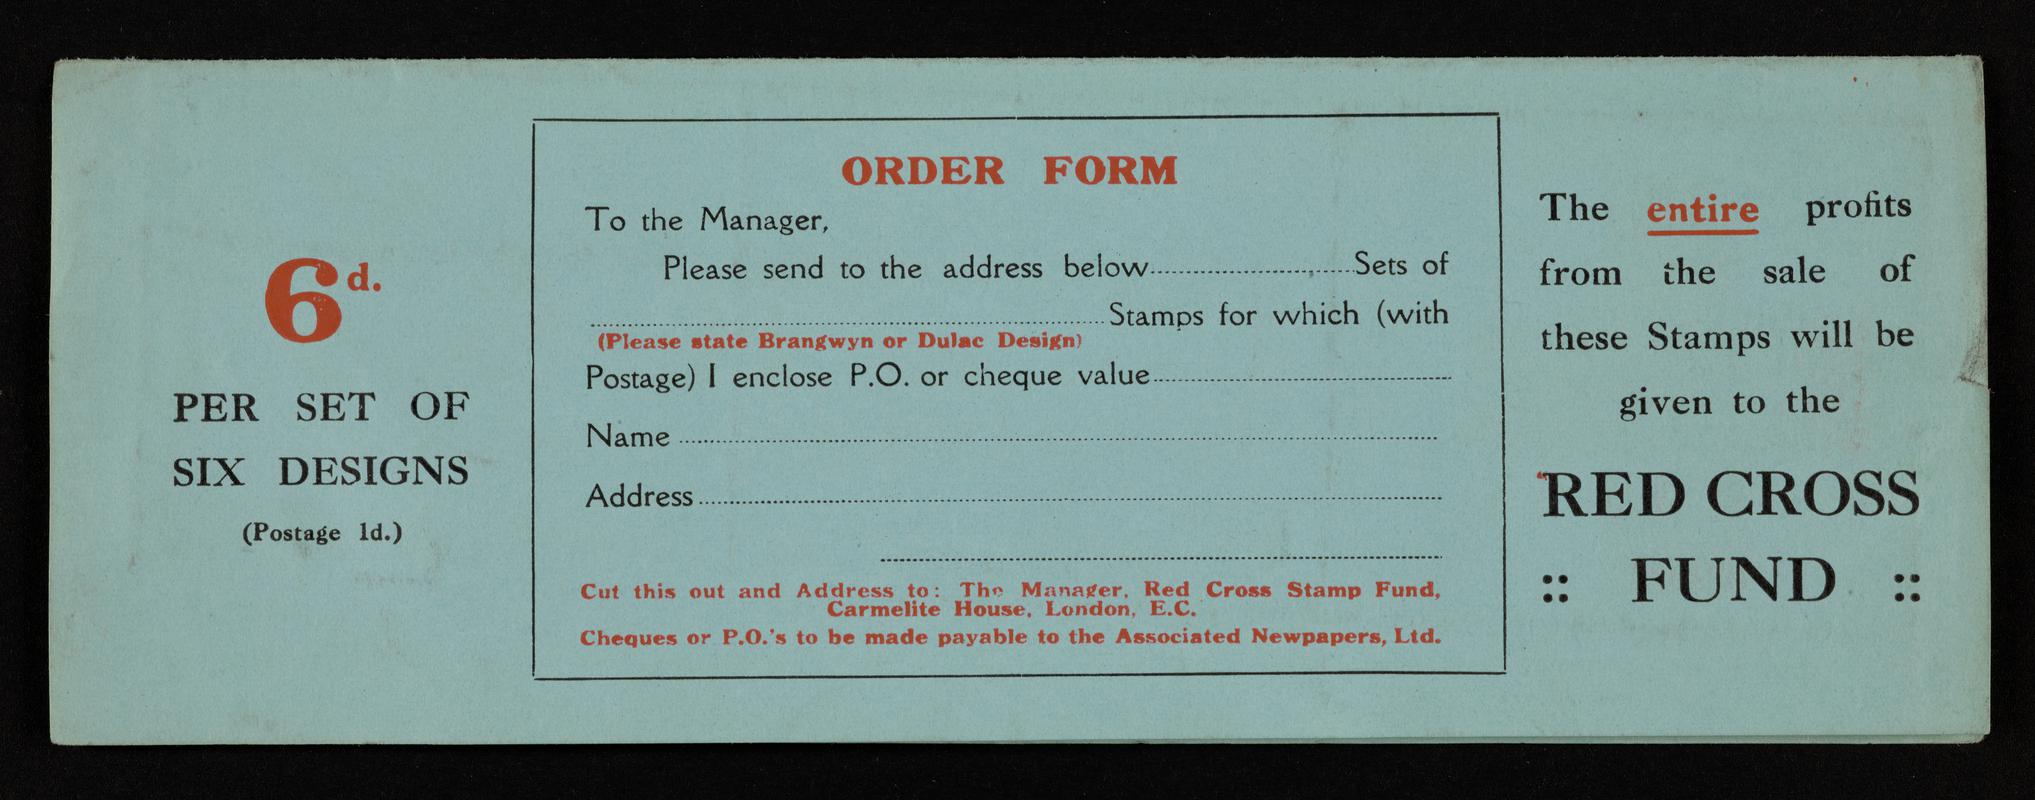 6d.
PER SET OF
SIX DESIGNS
(Postage 1d.)
ORDER FORM
To the Manager,
Please send to the address below........................Sets of
........................Stamps for which (with
(Please state Brangwyn or Dulac Design)
Postage) I enclose P.O. or cheque value........................
Name ........................
Address........................
Cut this out and Address to: The Manager, Red Cross Stamp Fund,
Carmelite House, London, E.C.
Cheques or P.O.'s to be made payable to the Associated Newpapers, Ltd.
The entire profits
from the sale of
these Stamps will be
given to the
RED CROSS
:: FUND ::